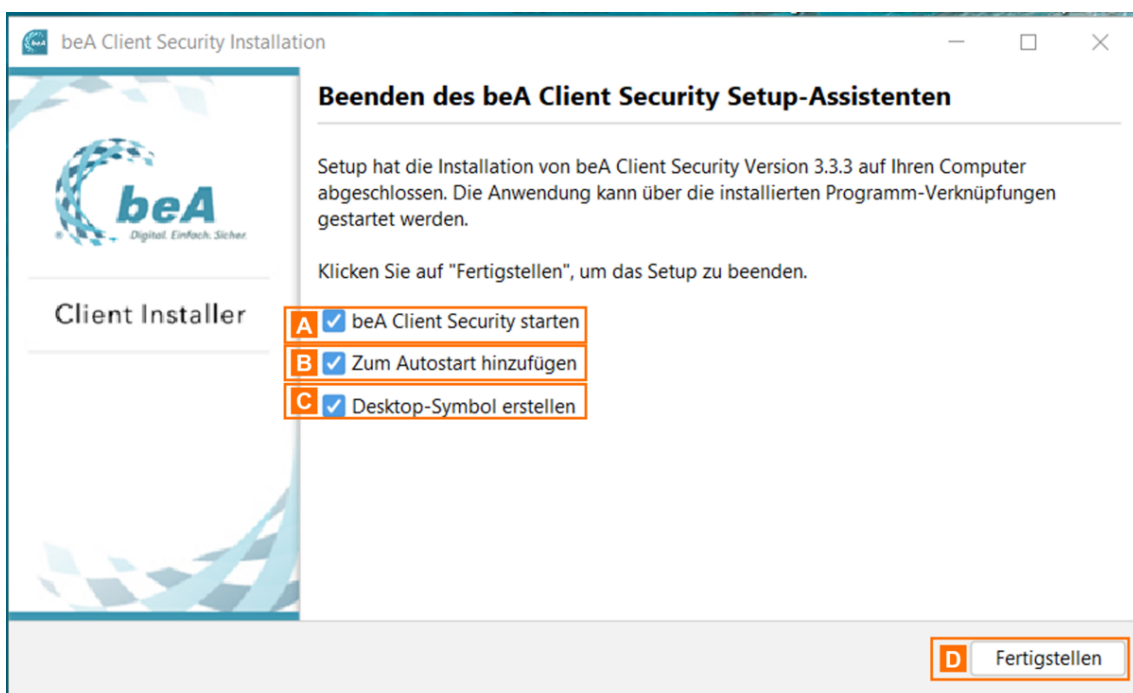 beA Client Security Installation
Beenden des beA Client Security Setup-Assistenten
Setup hat die Installation von beA Client Security Version 3.3.3 auf Ihren Computer
abgeschlossen. Die Anwendung kann über die installierten Programm-Verknüpfungen
gestartet werden.
Klicken Sie auf "Fertigstellen", um das Setup zu beenden.
beA
Digital. Einfach. Sicher.
Client Installer
A beA Client Security starten
B Zum Autostart hinzufügen
C Desktop-Symbol erstellen
D Fertigstellen